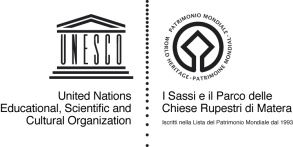 UNESCO
United Nations
Educational, Scientific and
Cultural Organization
PATRIMONIO MONDIALE
WORLD HERITAGE
PATRIMOINE MONDIAL
I Sassi e il Parco delle
Chiese Rupestri di Matera
Iscritti nella Lista del Patrimonio Mondiale dal 1993